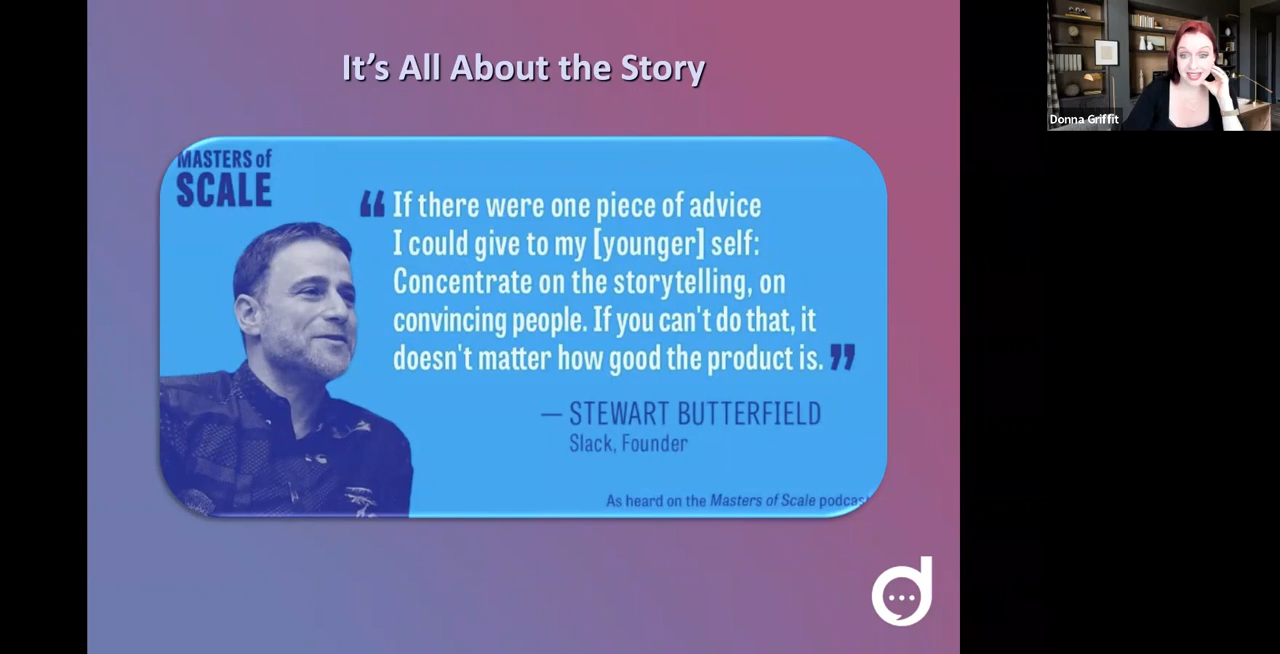 It's All About the Story
MASTERS of
SCALE
“ If there were one piece of advice
I could give to my [younger] self:
Concentrate on the storytelling, on
convincing people. If you can't do that, it
doesn't matter how good the product is. ”
— STEWART BUTTERFIELD
Slack, Founder
As heard on the Masters of Scale podcast
Donna Griffit